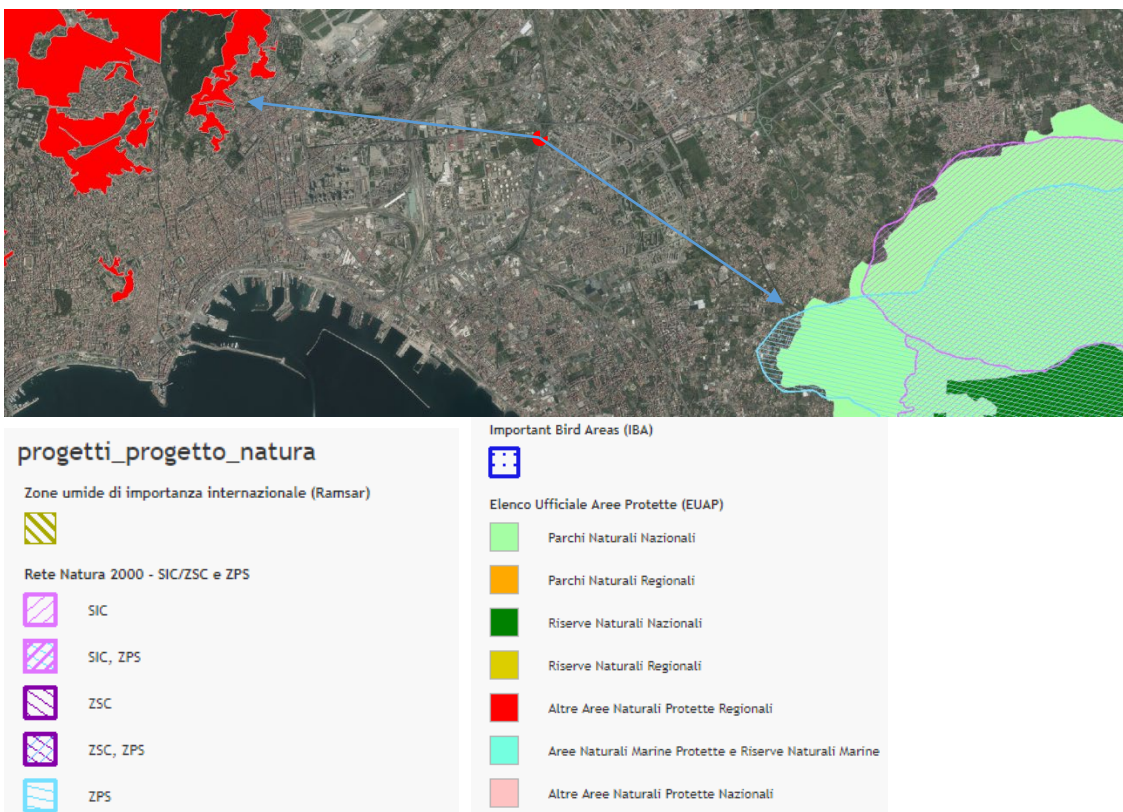 progetti_progetto_natura
Zone umide di importanza internazionale (Ramsar)
Rete Natura 2000 - SIC/ZSC e ZPS
SIC
SIC, ZPS
ZSC
ZSC, ZPS
ZPS
Important Bird Areas (IBA)
Elenco Ufficiale Aree Protette (EUAP)
Parchi Naturali Nazionali
Parchi Naturali Regionali
Riserve Naturali Nazionali
Riserve Naturali Regionali
Altre Aree Naturali Protette Regionali
Aree Naturali Marine Protette e Riserve Naturali Marine
Altre Aree Naturali Protette Nazionali